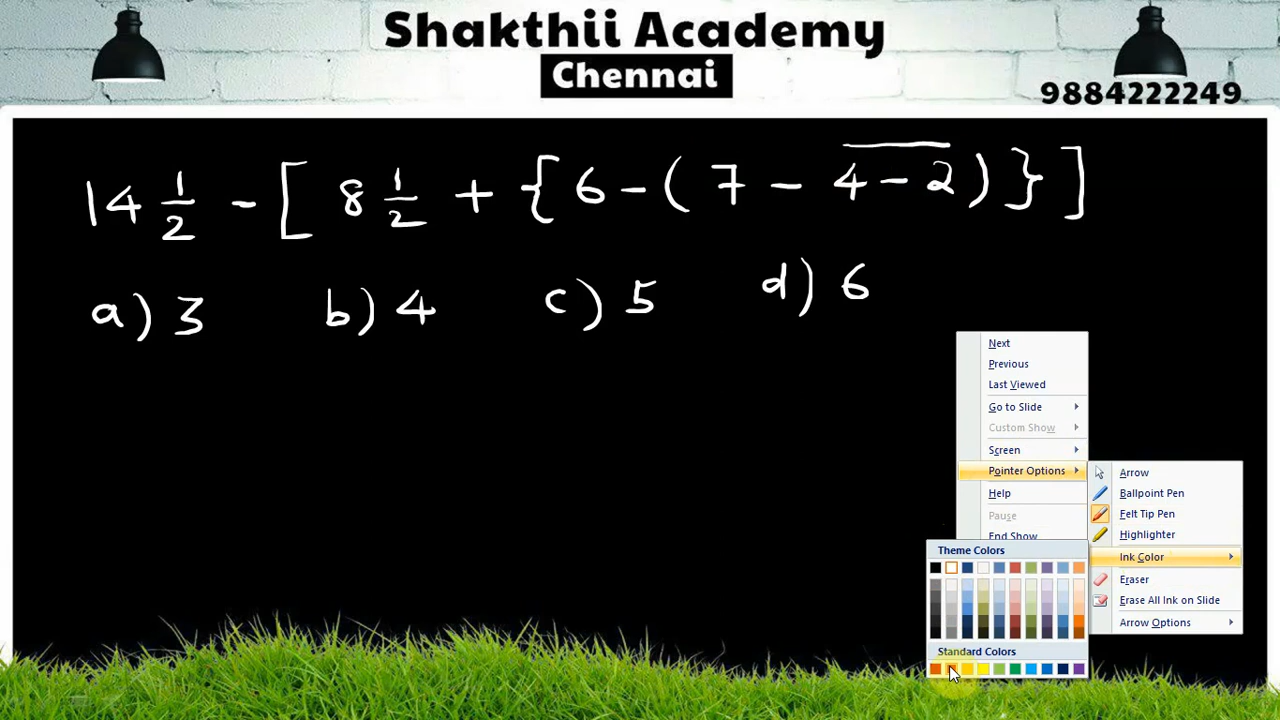 Shakthii Academy
Chennai
9884222249
14 1/2 - [ 8 1/2 + { 6 - ( 7 - 4̅ ̅-̅ ̅2̅ ) } ]
a) 3 b) 4 c) 5 d) 6
Next
Previous
Last Viewed
Go to Slide
Custom Show
Screen
Pointer Options
Help
Pause
End Show
Arrow
Ballpoint Pen
Felt Tip Pen
Highlighter
Ink Color
Eraser
Erase All Ink on Slide
Arrow Options
Theme Colors
Standard Colors